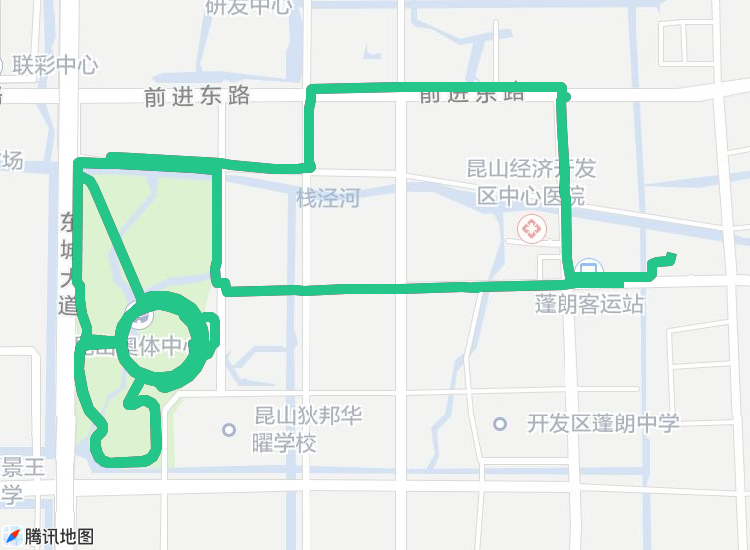 研发中心
联彩中心
前进东路
前进东路
场
昆山经济开发
区中心医院
栈泾河
东城大道
蓬朗客运站
昆山奥体中心
昆山狄邦华
曜学校
开发区蓬朗中学
景王
学
腾讯地图